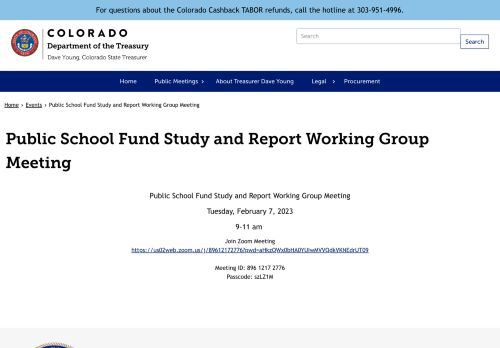 For questions about the Colorado Cashback TABOR refunds, call the hotline at 303-951-4996.
COLORADO
Department of the Treasury
Dave Young, Colorado State Treasurer
Search
Search
Home Public Meetings › About Treasurer Dave Young Legal › Procurement
Home › Events › Public School Fund Study and Report Working Group Meeting
Public School Fund Study and Report Working Group
Meeting
Public School Fund Study and Report Working Group Meeting
Tuesday, February 7, 2023
9-11 am
Join Zoom Meeting
https://us02web.zoom.us/j/89612172776?pwd=aHkzQWx0bHA0YUIwMVVQdkVKNEdrUT09
Meeting ID: 896 1217 2776
Passcode: szLZ1M